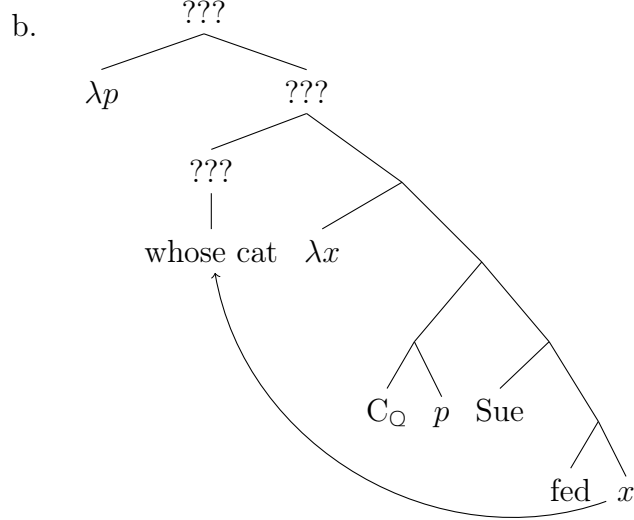 b.
???
λp
???
???
whose cat
λx
C_ℚ
p
Sue
fed
x